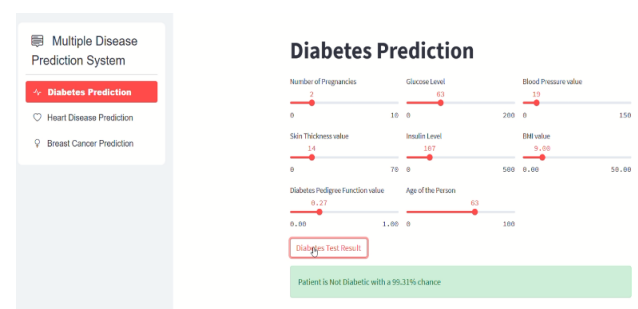 Multiple Disease
Prediction System
Diabetes Prediction
Heart Disease Prediction
Breast Cancer Prediction
Diabetes Prediction
Number of Pregnancies Glucose Level Blood Pressure value
2 63 19
0 10 0 200 0 150
Skin Thickness value Insulin Level BMI value
14 107 9.00
0 70 0 500 0.00 50.00
Diabetes Pedigree Function value Age of the Person
0.27 63
0.00 1.00 0 100
Diabetes Test Result
Patient is Not Diabetic with a 99.31% chance